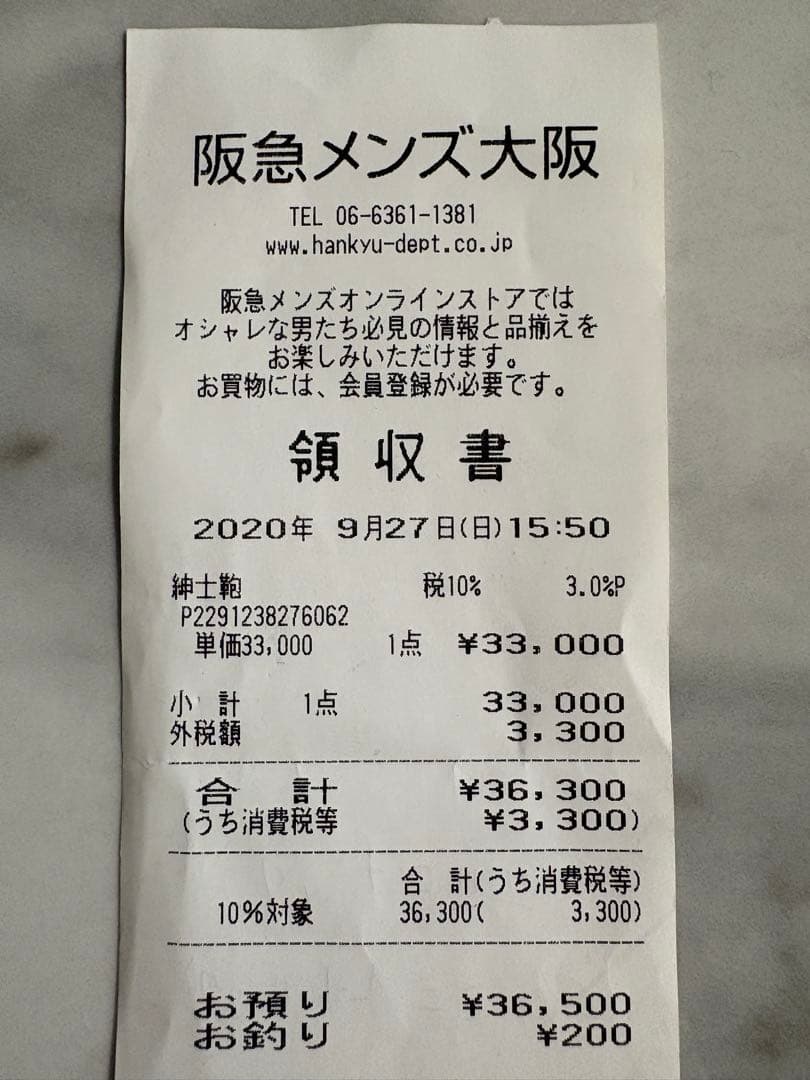 阪急メンズ大阪
TEL 06-6361-1381
www.hankyu-dept.co.jp
阪急メンズオンラインストアでは
オシャレな男たち必見の情報と品揃えを
お楽しみいただけます。
お買物には、会員登録が必要です。
領収書
2020年 9月27日(日)15:50
紳士鞄 税10% 3.0%P
P2291238276062
単価33,000 1点 ¥33,000
小計 1点 33,000
外税額 3,300
合計 ¥36,300
(うち消費税等 ¥3,300)
合計(うち消費税等)
10%対象 36,300( 3,300)
お預り ¥36,500
お釣り ¥200